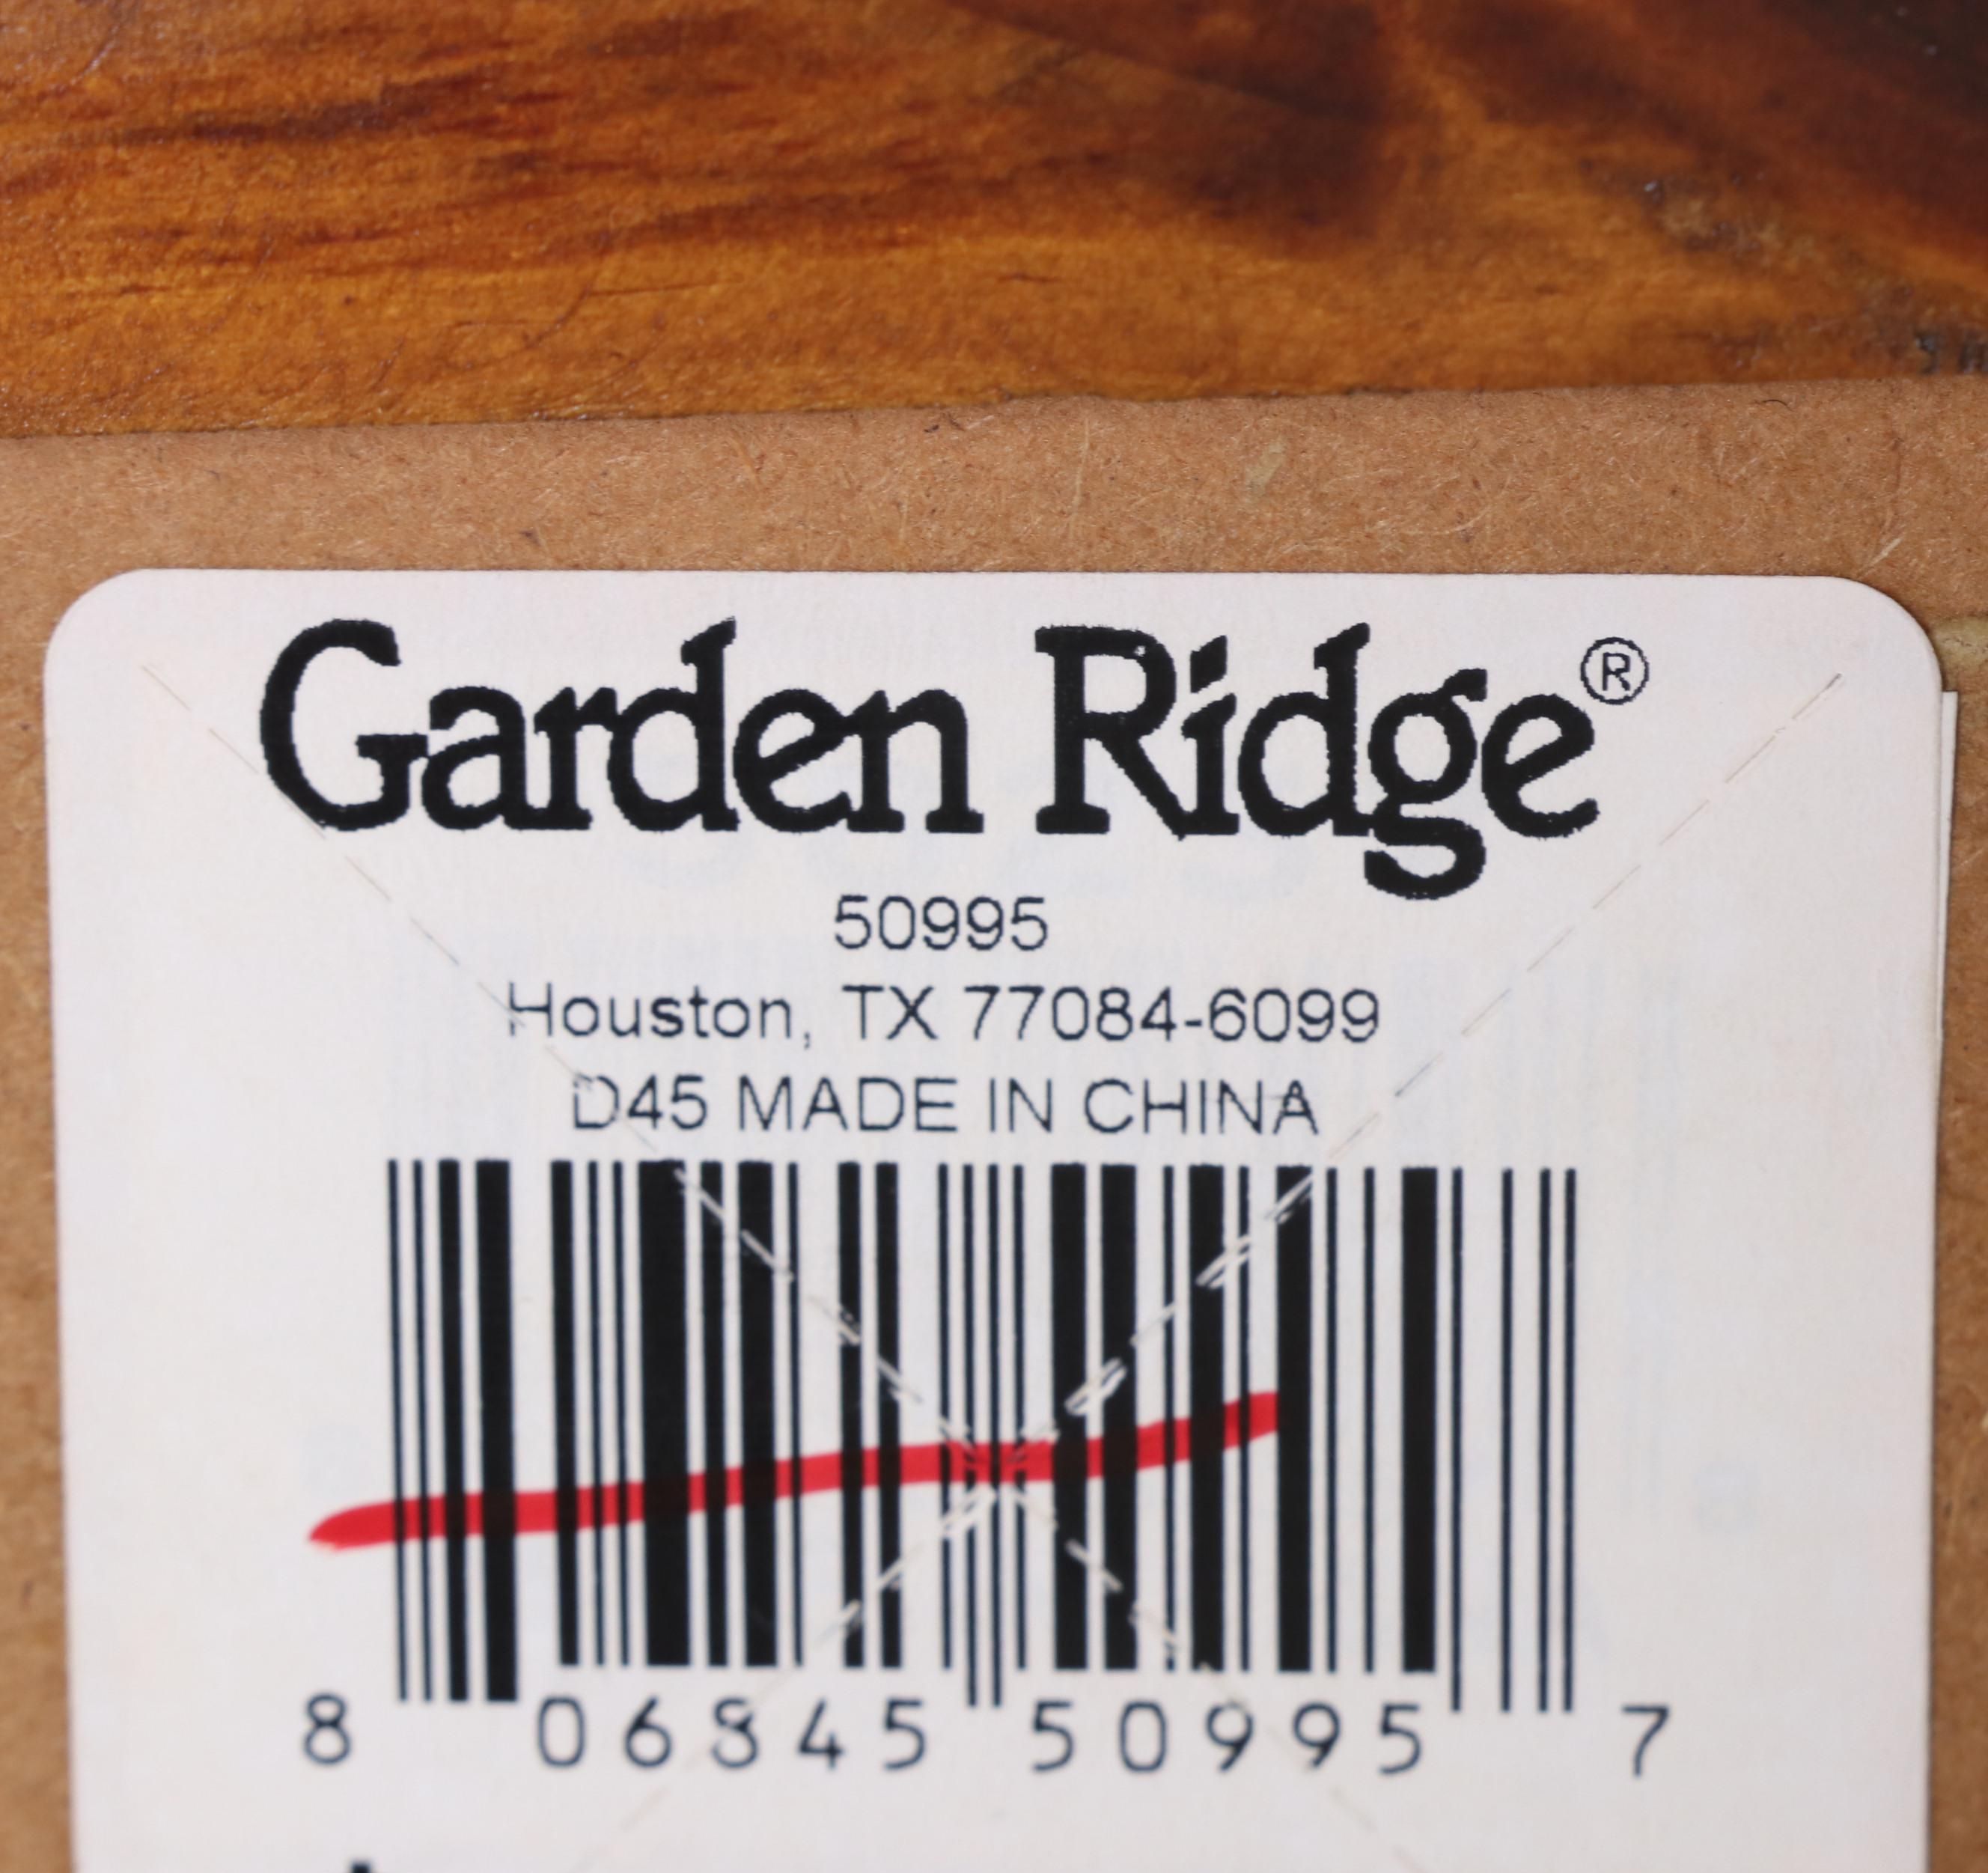 Garden Ridge®
50995
Houston, TX 77084-6099
D45 MADE IN CHINA
8 06845 50995 7